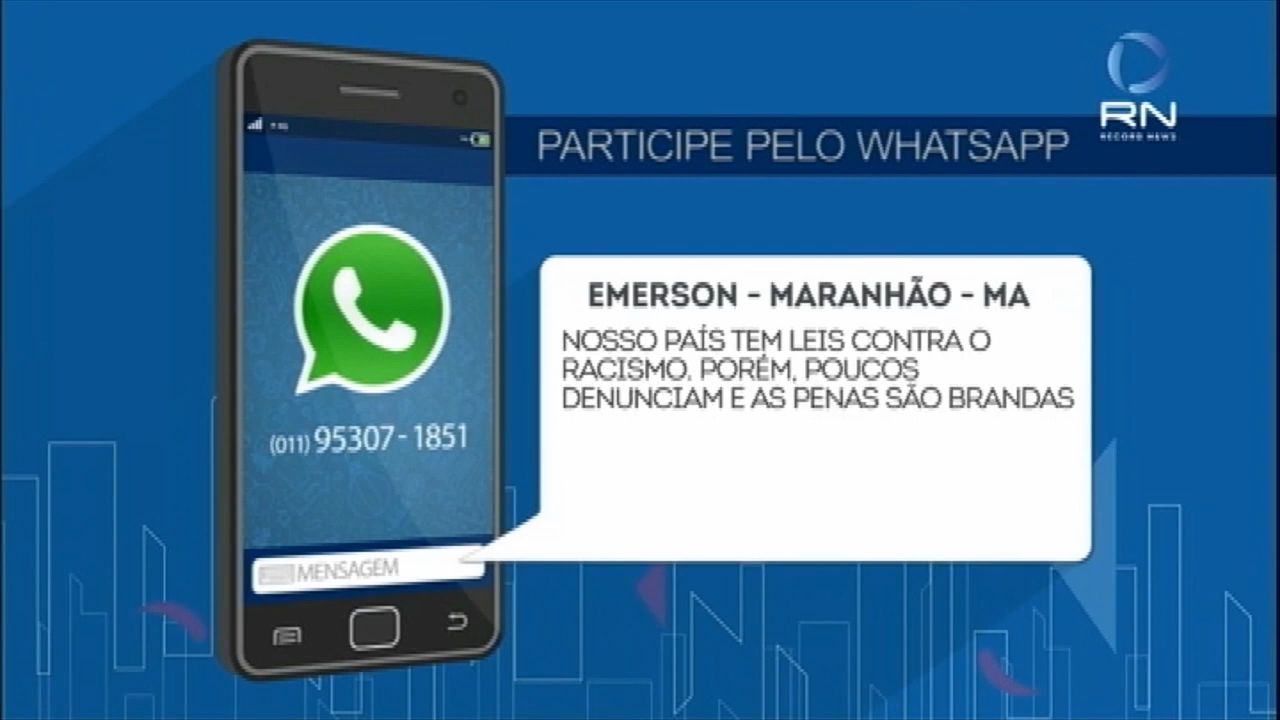 RN
RECORD NEWS
PARTICIPE PELO WHATSAPP
EMERSON - MARANHÃO - MA
NOSSO PAÍS TEM LEIS CONTRA O
RACISMO. PORÉM, POUCOS
DENUNCIAM E AS PENAS SÃO BRANDAS
(011) 95307-1851
MENSAGEM